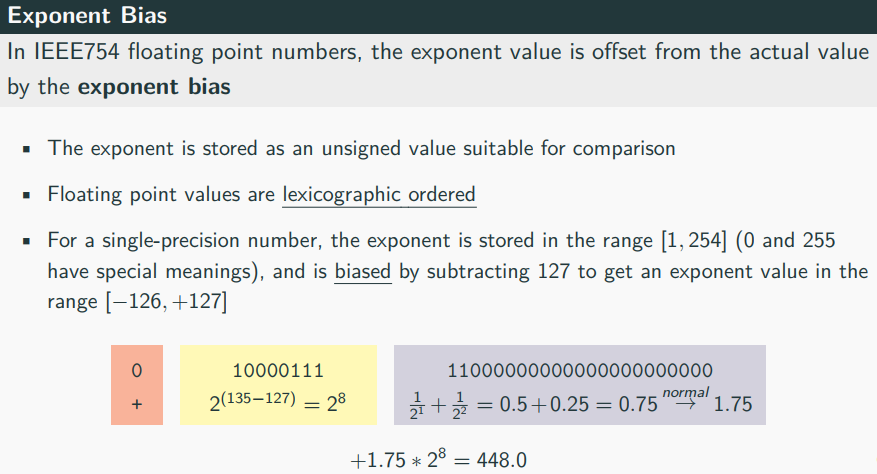 Exponent Bias
In IEEE754 floating point numbers, the exponent value is offset from the actual value
by the exponent bias
▪ The exponent is stored as an unsigned value suitable for comparison
▪ Floating point values are lexicographic ordered
▪ For a single-precision number, the exponent is stored in the range [1, 254] (0 and 255
have special meanings), and is biased by subtracting 127 to get an exponent value in the
range [−126, +127]
0 10000111 11000000000000000000000
+ 2^(135−127) = 2^8 1/2^1 + 1/2^2 = 0.5 + 0.25 = 0.75 normal→ 1.75
+1.75 ∗ 2^8 = 448.0